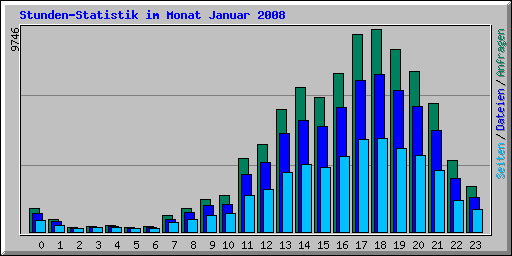 Stunden-Statistik im Monat Januar 2008
9746
Seiten / Dateien / Anfragen
0 1 2 3 4 5 6 7 8 9 10 11 12 13 14 15 16 17 18 19 20 21 22 23